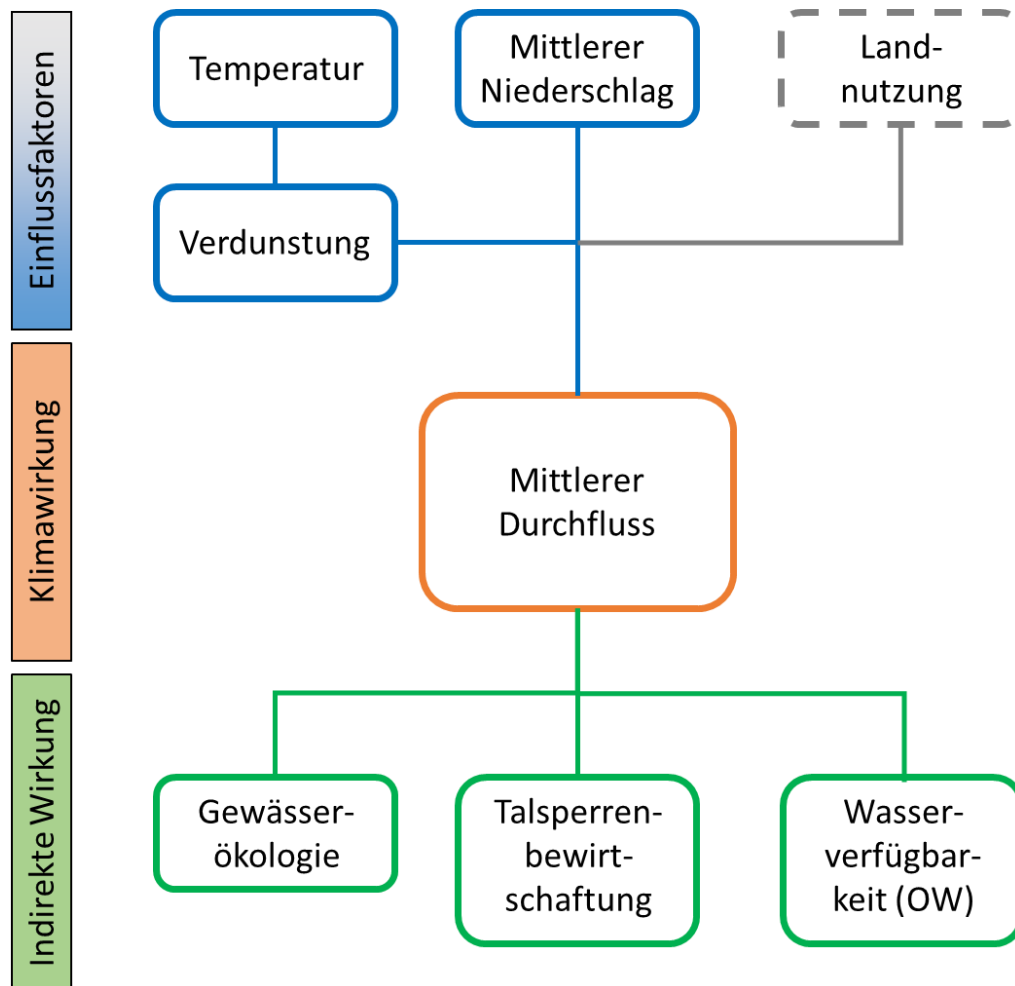 Einflussfaktoren
Temperatur
Mittlerer
Niederschlag
Land-
nutzung
Verdunstung
Klimawirkung
Mittlerer
Durchfluss
Indirekte Wirkung
Gewässer-
ökologie
Talsperren-
bewirt-
schaftung
Wasser-
verfügbar-
keit (OW)